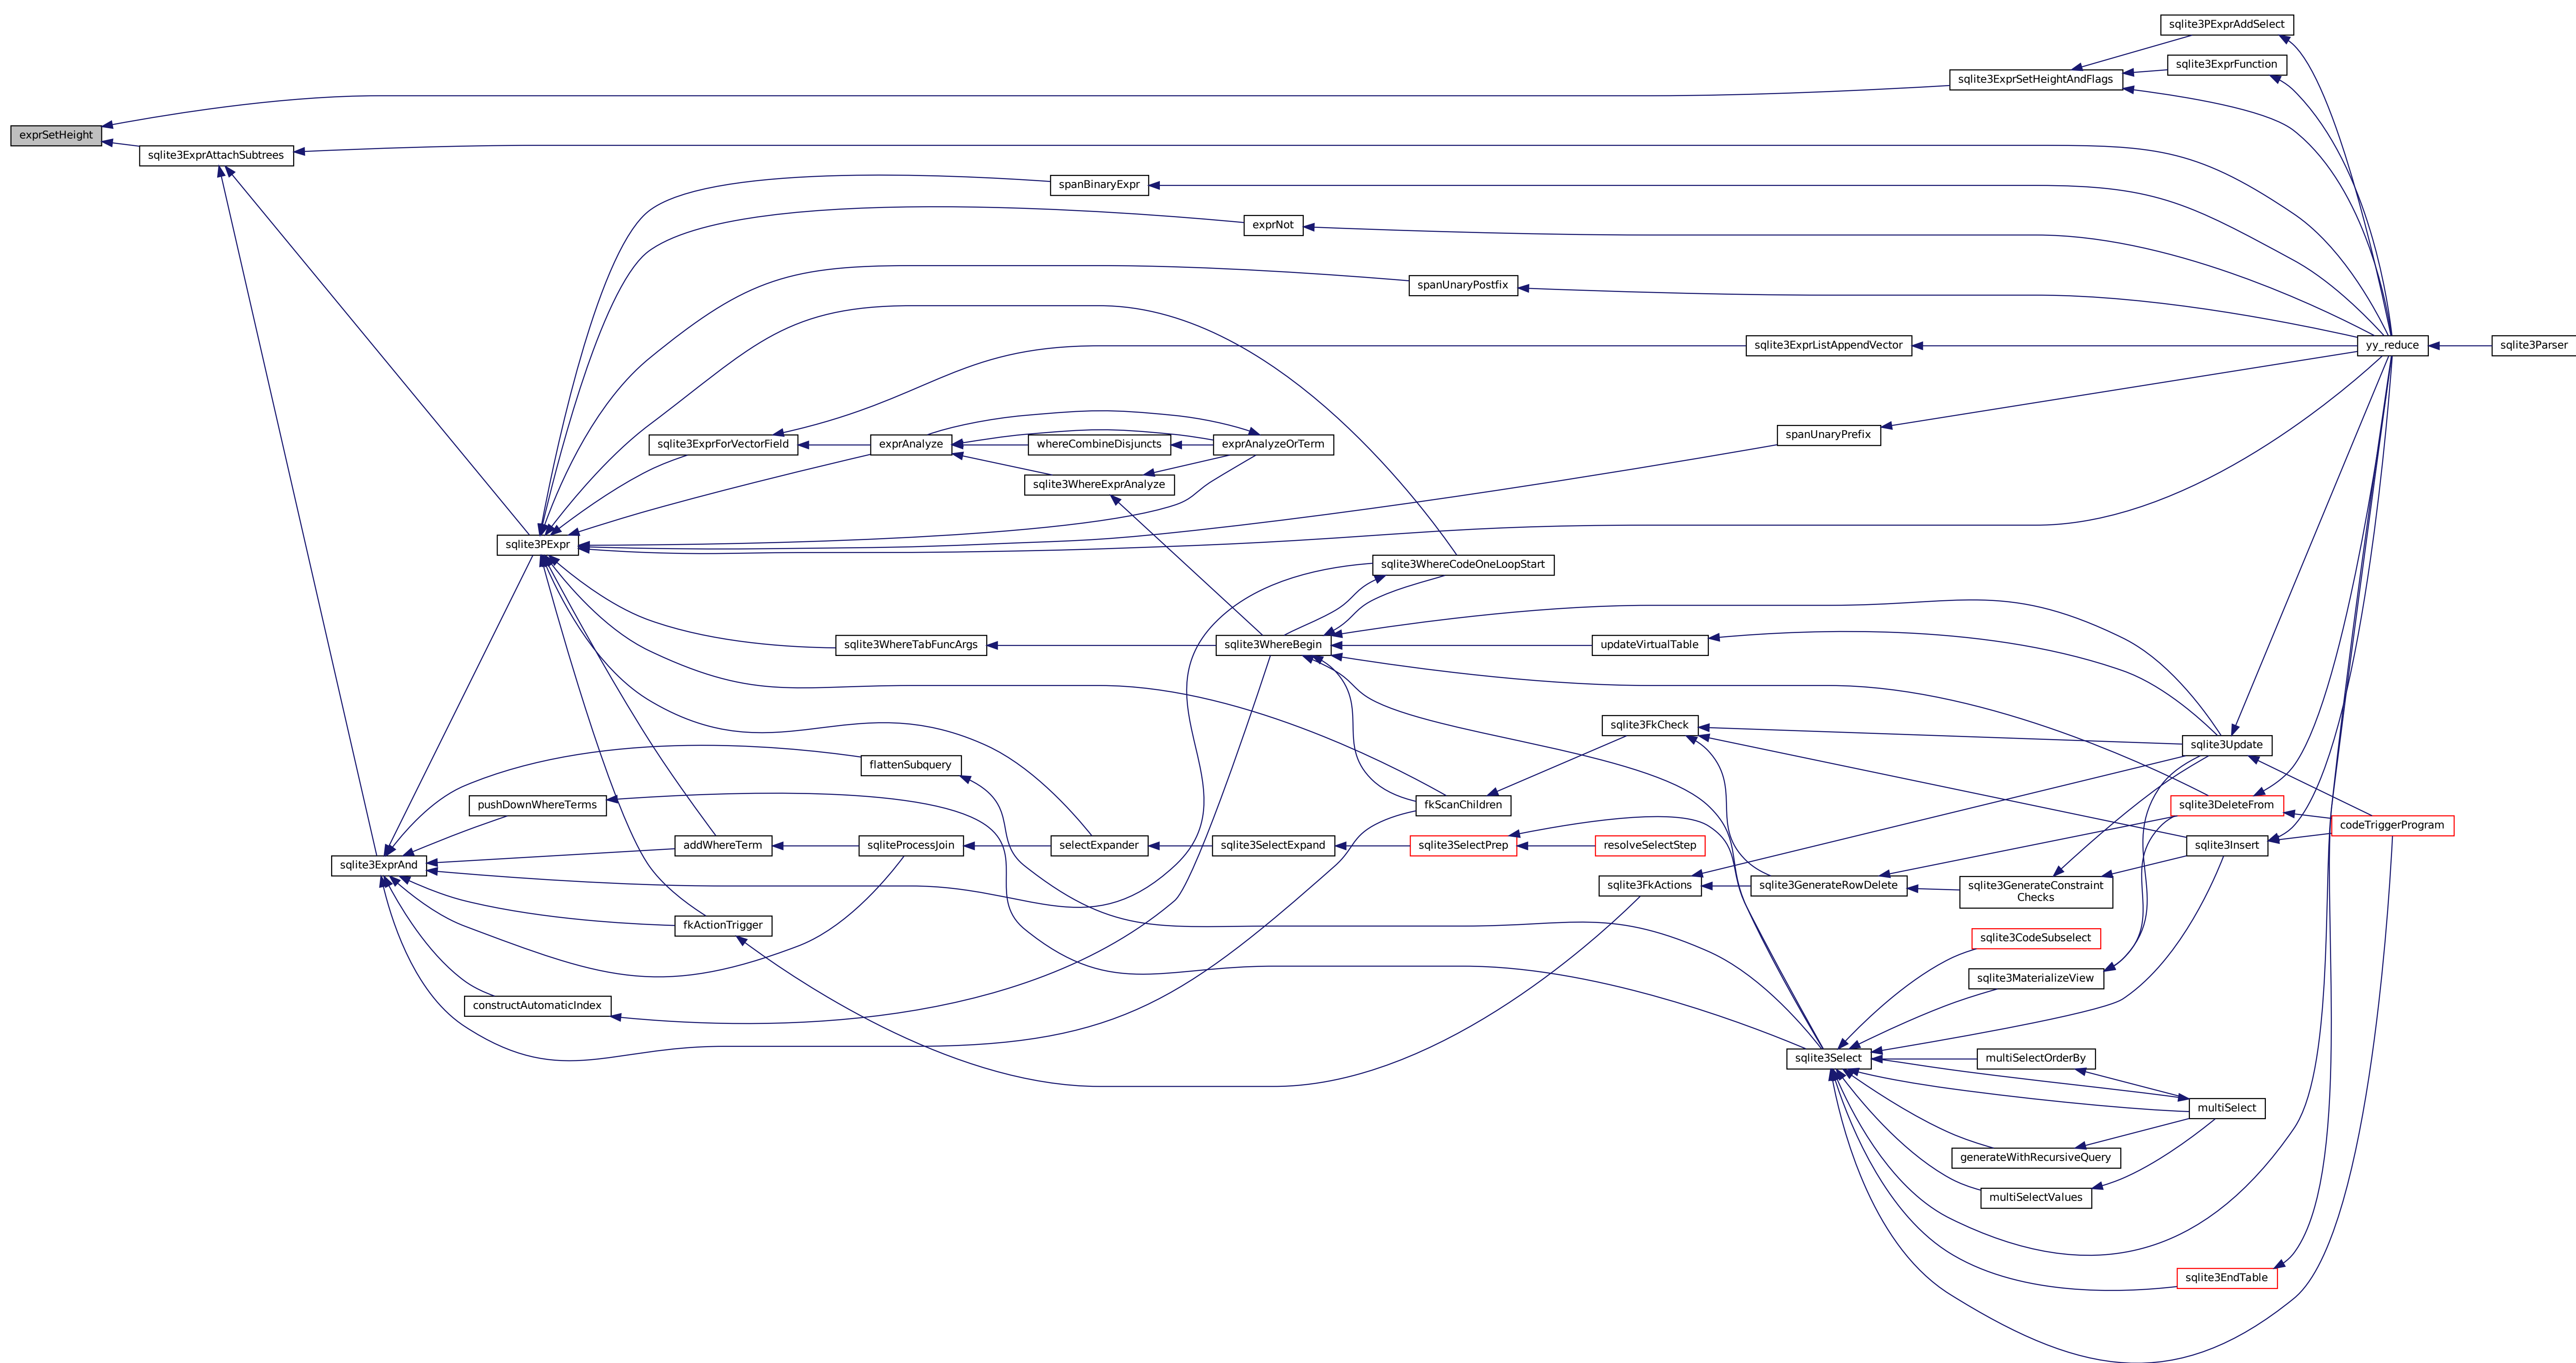 sqlite3PExprAddSelect
sqlite3ExprFunction
sqlite3ExprSetHeightAndFlags
exprSetHeight
sqlite3ExprAttachSubtrees
spanBinaryExpr
exprNot
spanUnaryPostfix
sqlite3ExprListAppendVector
yy_reduce
sqlite3Parser
spanUnaryPrefix
sqlite3ExprForVectorField
exprAnalyze
whereCombineDisjuncts
exprAnalyzeOrTerm
sqlite3WhereExprAnalyze
sqlite3PExpr
sqlite3WhereCodeOneLoopStart
sqlite3WhereTabFuncArgs
sqlite3WhereBegin
updateVirtualTable
sqlite3FkCheck
sqlite3Update
flattenSubquery
pushDownWhereTerms
fkScanChildren
sqlite3DeleteFrom
codeTriggerProgram
addWhereTerm
sqliteProcessJoin
selectExpander
sqlite3SelectExpand
sqlite3SelectPrep
resolveSelectStep
sqlite3Insert
sqlite3ExprAnd
sqlite3FkActions
sqlite3GenerateRowDelete
sqlite3GenerateConstraint
Checks
fkActionTrigger
sqlite3CodeSubselect
sqlite3MaterializeView
constructAutomaticIndex
sqlite3Select
multiSelectOrderBy
multiSelect
generateWithRecursiveQuery
multiSelectValues
sqlite3EndTable